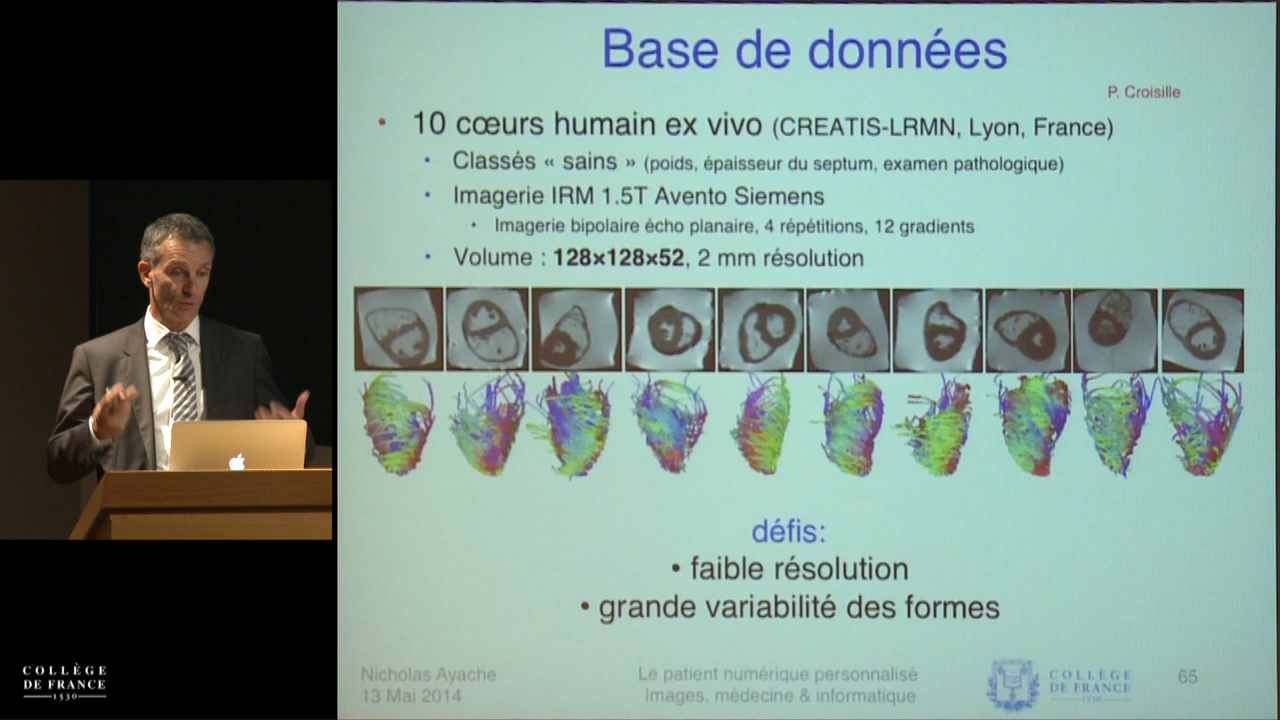 Base de données
P. Croisille
• 10 cœurs humain ex vivo (CREATIS-LRMN, Lyon, France)
• Classés « sains » (poids, épaisseur du septum, examen pathologique)
• Imagerie IRM 1.5T Avento Siemens
• Imagerie bipolaire écho planaire, 4 répétitions, 12 gradients
• Volume : 128×128×52, 2 mm résolution
défis:
• faible résolution
• grande variabilité des formes
Nicholas Ayache
13 Mai 2014
Le patient numérique personnalisé
Images, médecine & informatique
COLLÈGE
DE FRANCE
1530
65
COLLÈGE
DE FRANCE
1530